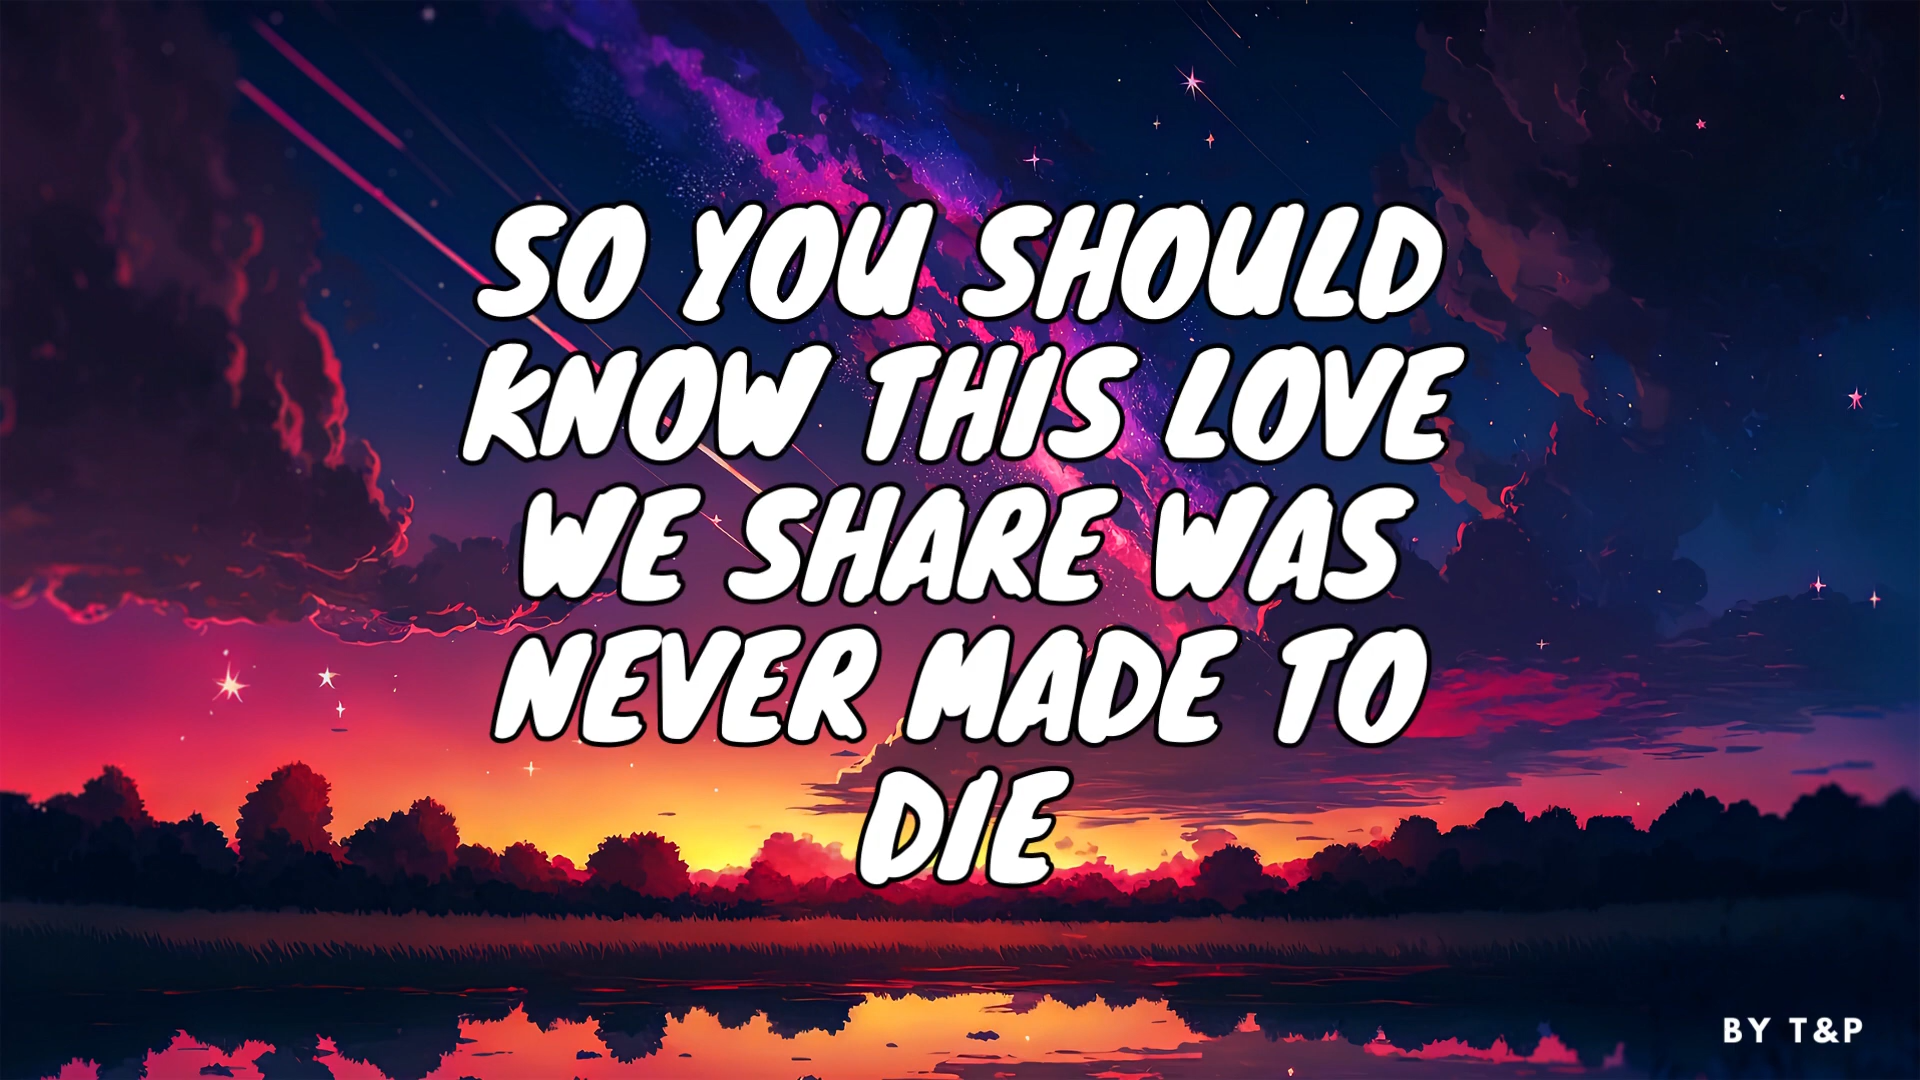 SO YOU SHOULD
KNOW THIS LOVE
WE SHARE WAS
NEVER MADE TO
DIE
BY T&P